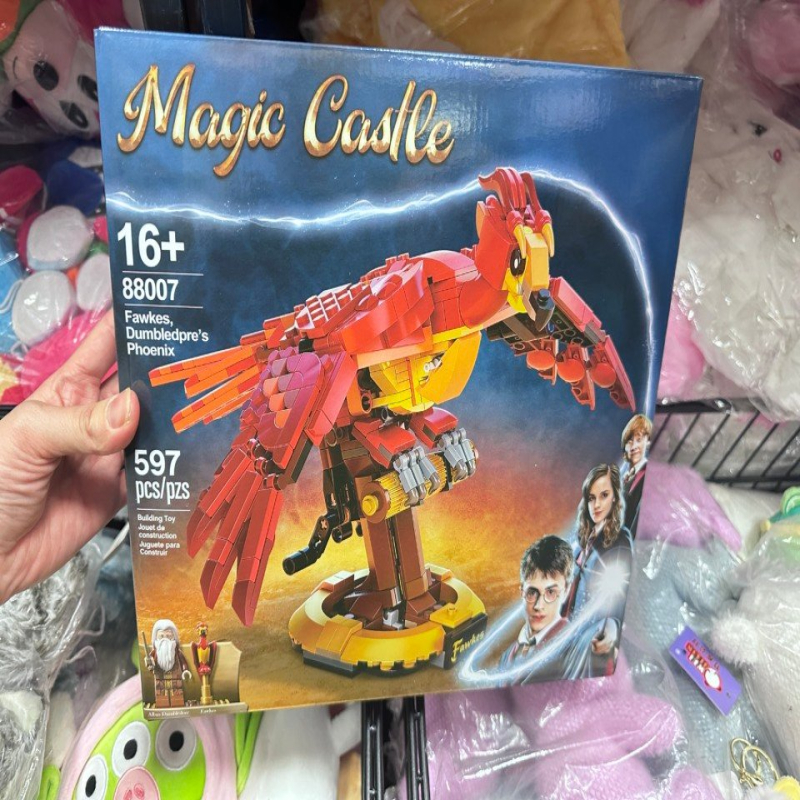 Magic Castle
16+
88007
Fawkes,
Dumbledpre's
Phoenix
597
pcs/pzs
Building Toy
Jouet de
construction
Juguete para
Construir
Fawkes